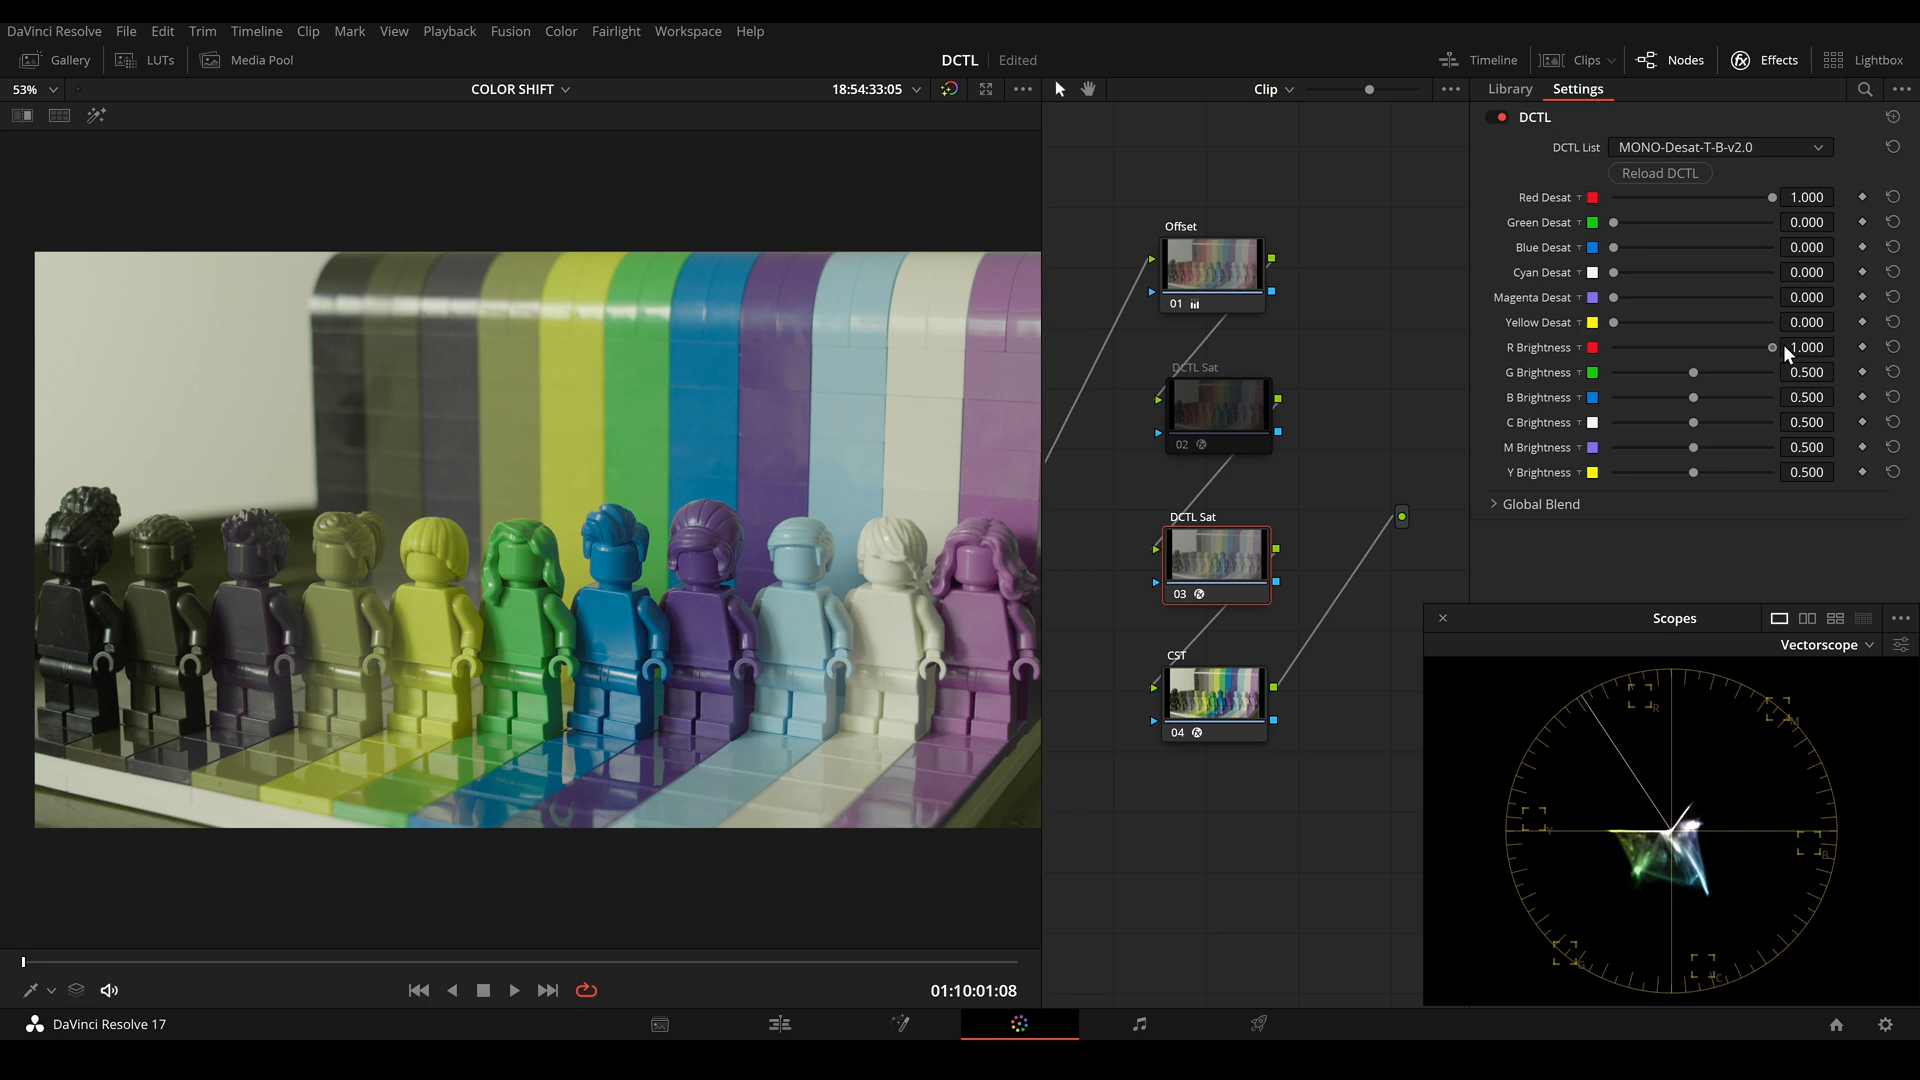 DaVinci Resolve File Edit Trim Timeline Clip Mark View Playback Fusion Color Fairlight Workspace Help
Gallery LUTs Media Pool DCTL Edited Timeline Clips Nodes Effects Lightbox
53% COLOR SHIFT 18:54:33:05 Clip Library Settings
DCTL
DCTL List MONO-Desat-T-B-v2.0
Reload DCTL
Red Desat 1.000
Green Desat 0.000
Blue Desat 0.000
Cyan Desat 0.000
Magenta Desat 0.000
Yellow Desat 0.000
R Brightness 1.000
G Brightness 0.500
B Brightness 0.500
C Brightness 0.500
M Brightness 0.500
Y Brightness 0.500
Global Blend
Offset
01
DCTL Sat
02
DCTL Sat
03
CST
04
Scopes
Vectorscope
R
M
Y
B
G
C
01:10:01:08
DaVinci Resolve 17